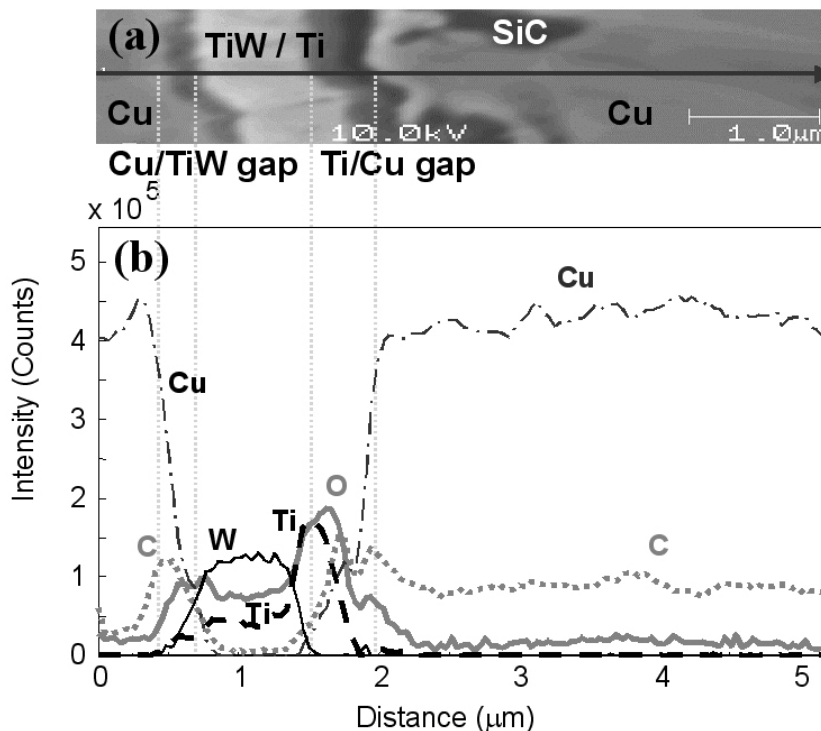 (a)
TiW / Ti
SiC
Cu
Cu
10.0kV
1.0μm
Cu/TiW gap
Ti/Cu gap
x 10^5
(b)
Cu
Cu
O
Ti
W
C
C
Ti
Intensity (Counts)
5
4
3
2
1
0
0
1
2
3
4
5
Distance (μm)